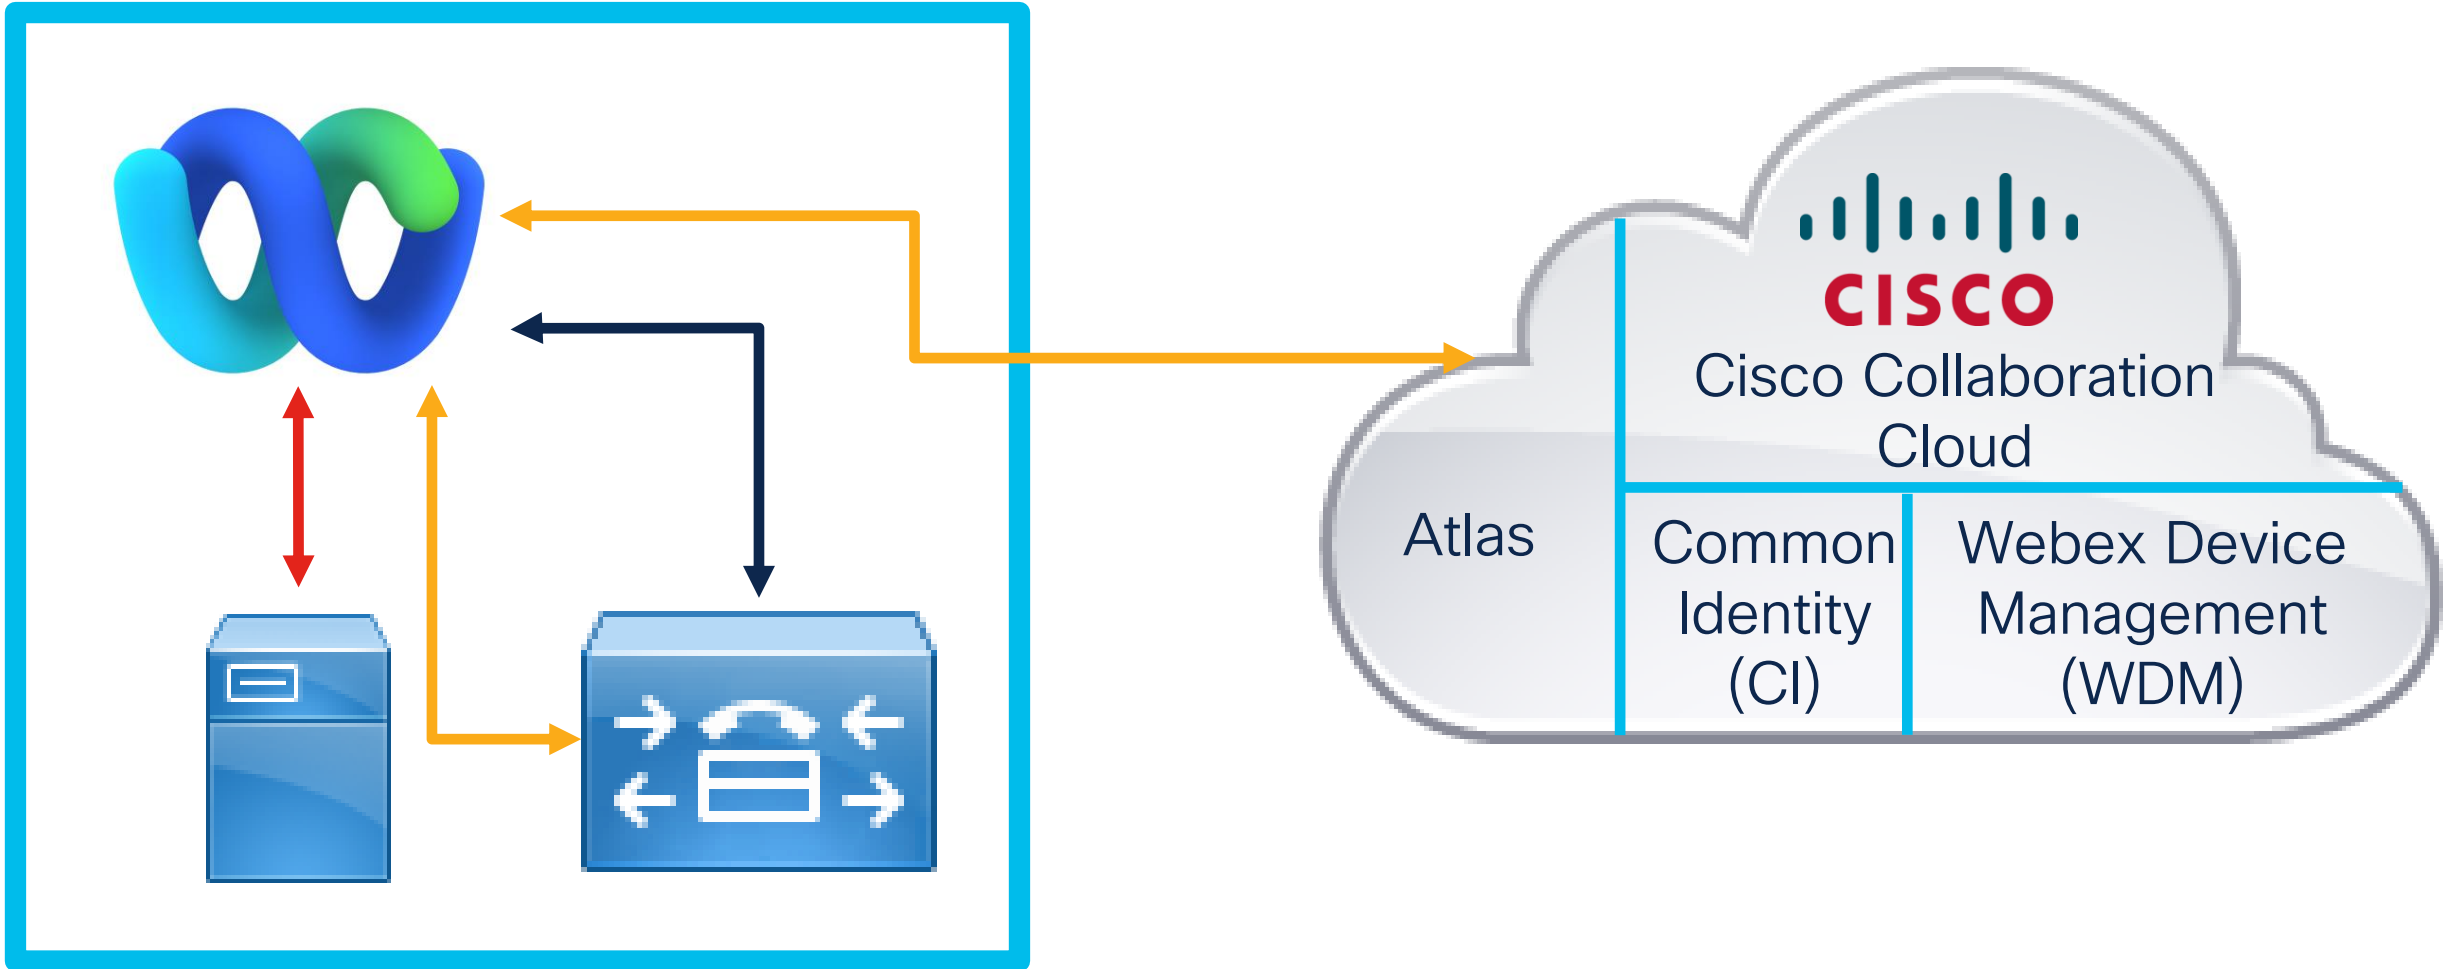 CISCO
Cisco Collaboration
Cloud
Atlas
Common
Identity
(CI)
Webex Device
Management
(WDM)